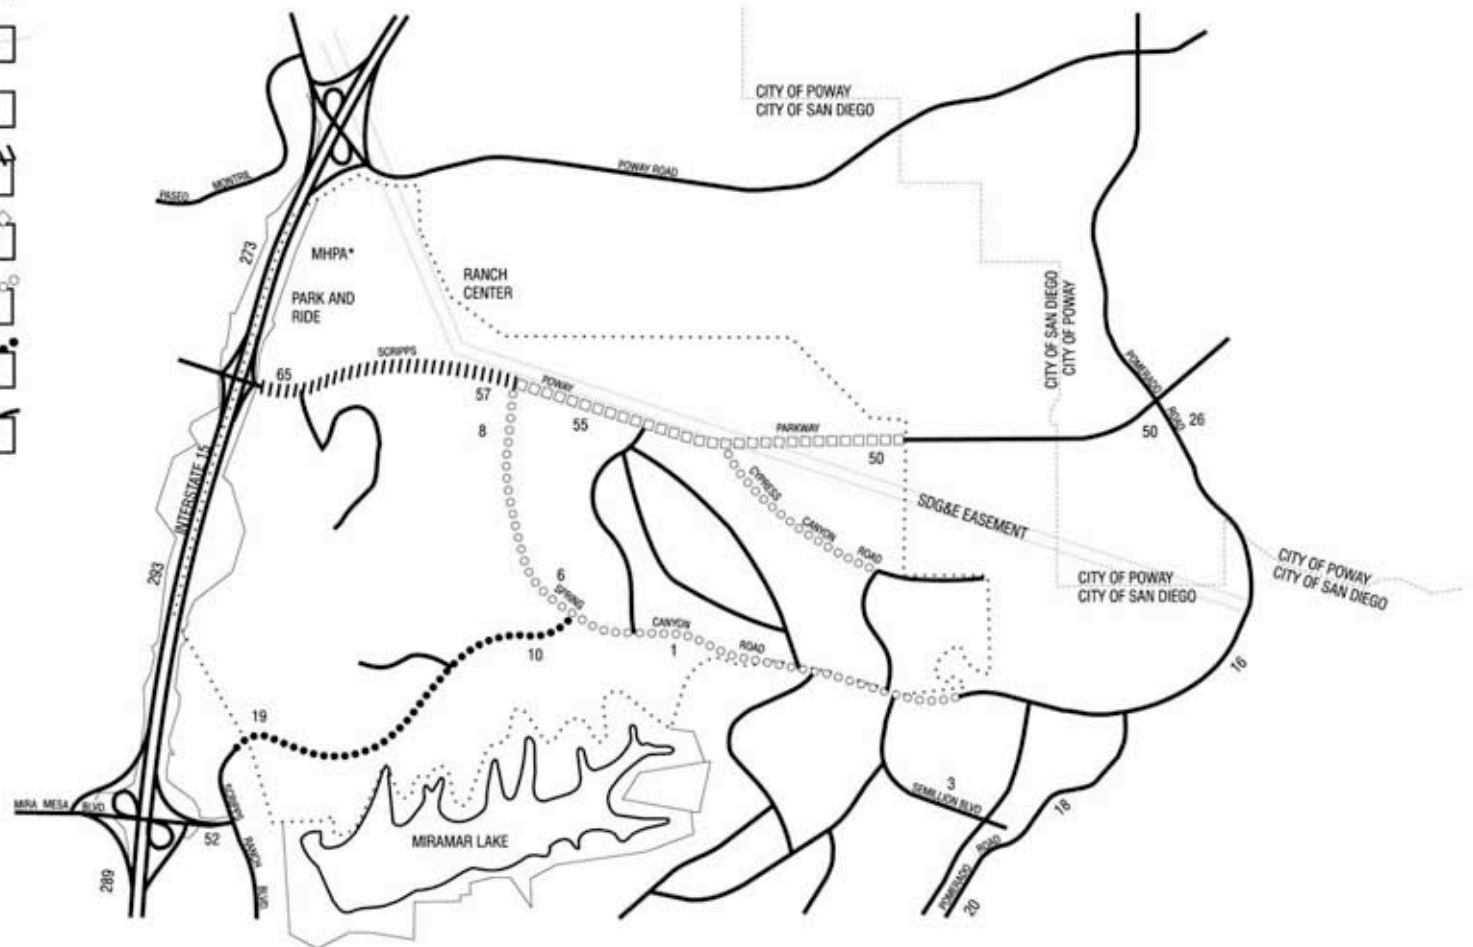 CITY OF POWAY
CITY OF SAN DIEGO
POWAY ROAD
PASEO MONTRIL
273
MHPA*
RANCH
CENTER
PARK AND
RIDE
CITY OF SAN DIEGO
CITY OF POWAY
SCRIPPS
65
57
POWAY
55
PARKWAY
50
POMERADO ROAD
26
50
8
INTERSTATE 15
CYPRESS CANYON ROAD
SDG&E EASEMENT
293
6
SPRING CANYON ROAD
CITY OF POWAY
CITY OF SAN DIEGO
CITY OF POWAY
CITY OF SAN DIEGO
10
1
16
19
MIRA MESA BLVD.
52
SCRIPPS RANCH BLVD.
MIRAMAR LAKE
3
SEMILLION BLVD
18
289
POMERADO ROAD
20